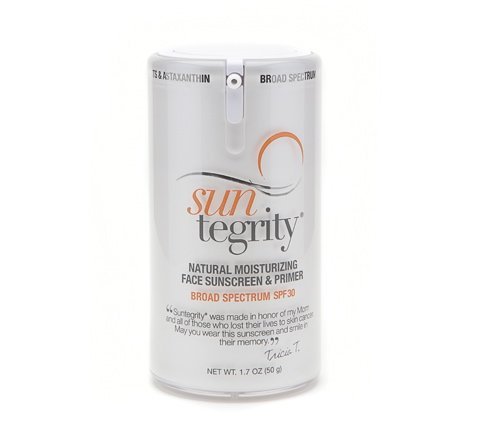 TS & ASTAXANTHIN
BROAD SPECTRUM
sun
tegrity®
NATURAL MOISTURIZING
FACE SUNSCREEN & PRIMER
BROAD SPECTRUM SPF30
“Suntegrity® was made in honor of my Mom
and all of those who lost their lives to skin cancer.
May you wear this sunscreen and smile in
their memory.”
Tricia T.
NET WT. 1.7 OZ (50 g)